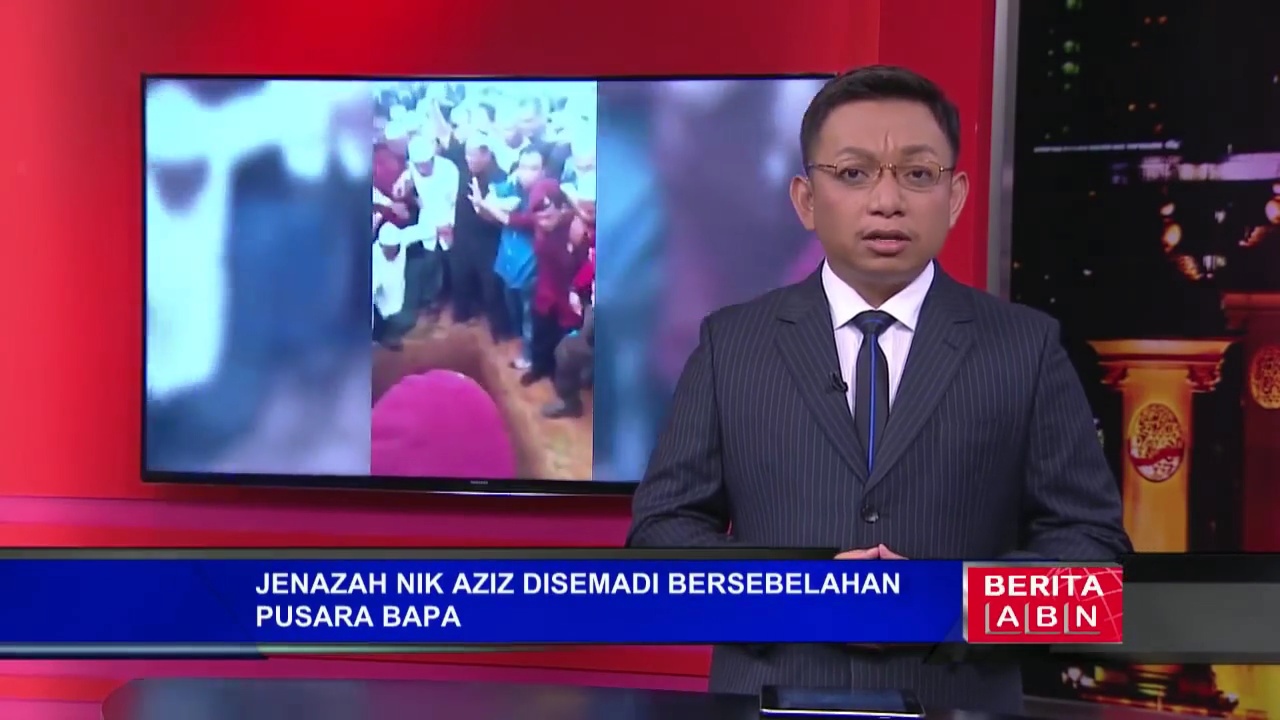 JENAZAH NIK AZIZ DISEMADI BERSEBELAHAN
PUSARA BAPA
BERITA
ABN